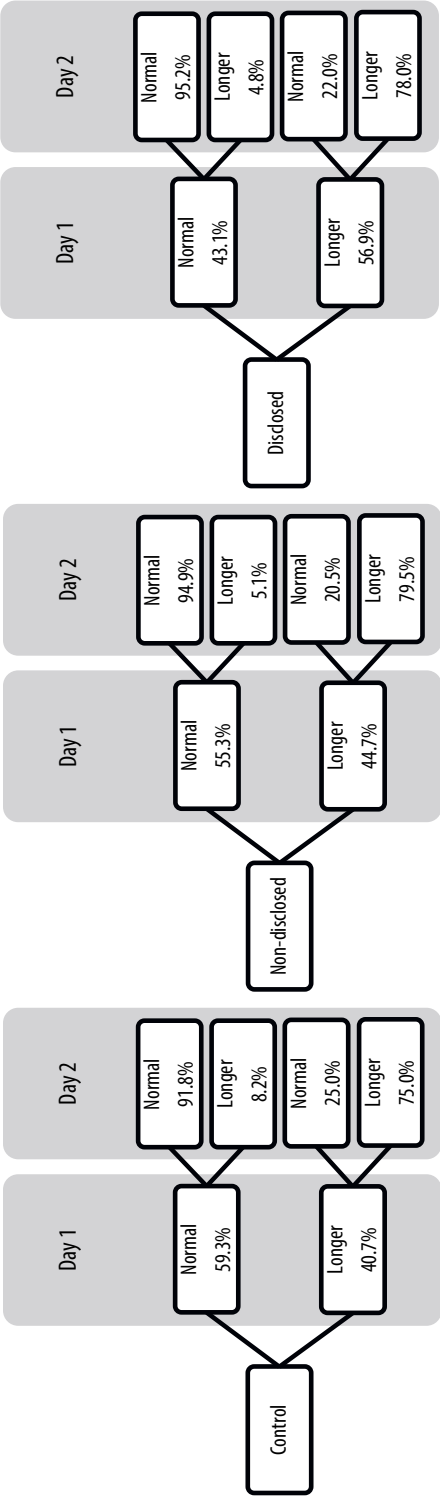 Control
Day 1
Normal
59.3%
Longer
40.7%
Day 2
Normal
91.8%
Longer
8.2%
Normal
25.0%
Longer
75.0%
Non-disclosed
Day 1
Normal
55.3%
Longer
44.7%
Day 2
Normal
94.9%
Longer
5.1%
Normal
20.5%
Longer
79.5%
Disclosed
Day 1
Normal
43.1%
Longer
56.9%
Day 2
Normal
95.2%
Longer
4.8%
Normal
22.0%
Longer
78.0%